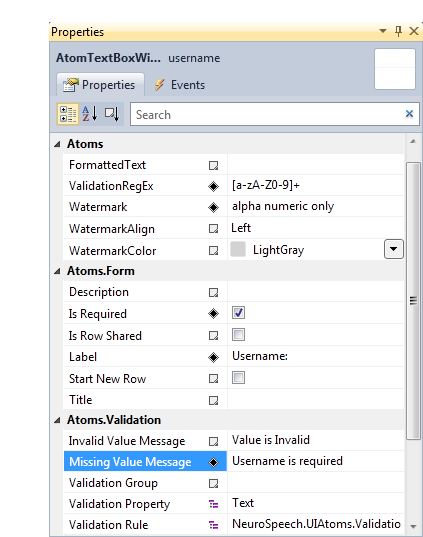 Properties
AtomTextBoxWi... username
Properties Events
Search
Atoms
FormattedText
ValidationRegEx [a-zA-Z0-9]+
Watermark alpha numeric only
WatermarkAlign Left
WatermarkColor LightGray
Atoms.Form
Description
Is Required
Is Row Shared
Label Username:
Start New Row
Title
Atoms.Validation
Invalid Value Message Value is Invalid
Missing Value Message Username is required
Validation Group
Validation Property Text
Validation Rule NeuroSpeech.UIAtoms.Validatio